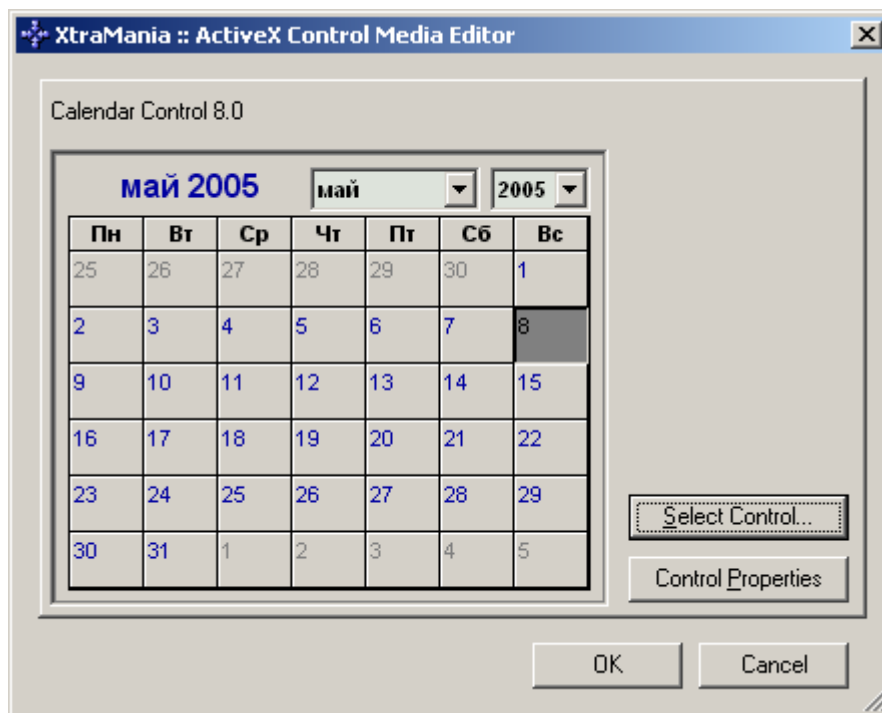 XtraMania :: ActiveX Control Media Editor
Calendar Control 8.0
май 2005 май 2005
Пн Вт Ср Чт Пт Сб Вс
25 26 27 28 29 30 1
2 3 4 5 6 7 8
9 10 11 12 13 14 15
16 17 18 19 20 21 22
23 24 25 26 27 28 29
30 31 1 2 3 4 5
Select Control...
Control Properties
OK Cancel